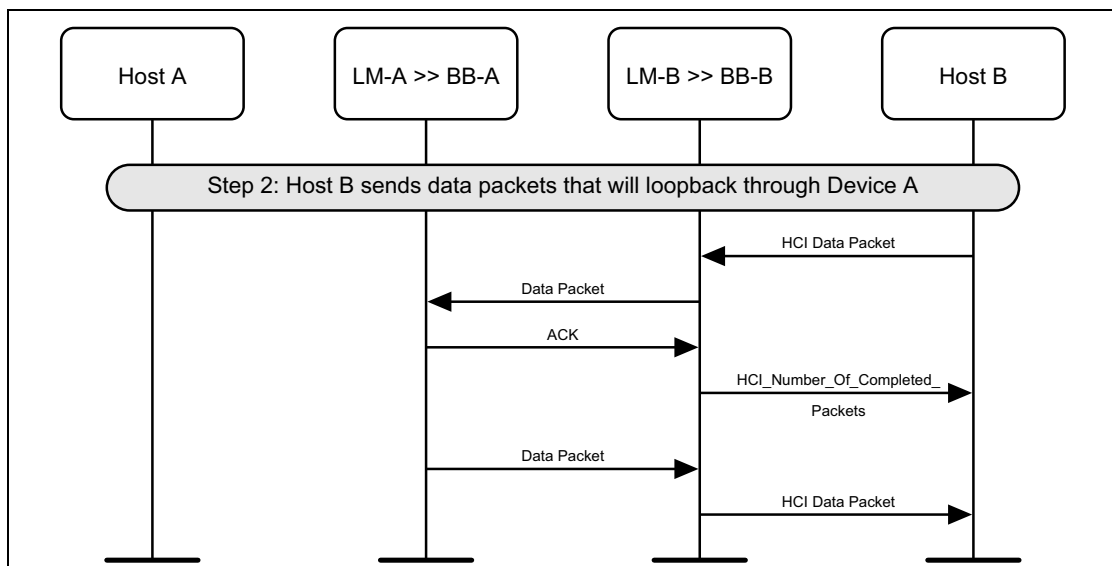 Host A
LM-A >> BB-A
LM-B >> BB-B
Host B
Step 2: Host B sends data packets that will loopback through Device A
HCI Data Packet
Data Packet
ACK
HCI_Number_Of_Completed_
Packets
Data Packet
HCI Data Packet